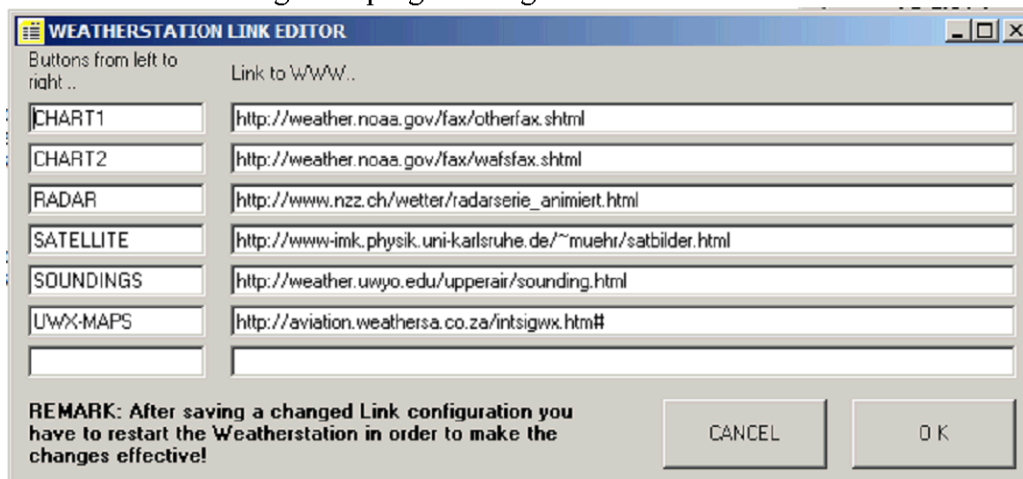 WEATHERSTATION LINK EDITOR
Buttons from left to
right ..
Link to WWW..
CHART1
http://weather.noaa.gov/fax/otherfax.shtml
CHART2
http://weather.noaa.gov/fax/wafsfax.shtml
RADAR
http://www.nzz.ch/wetter/radarserie_animiert.html
SATELLITE
http://www-imk.physik.uni-karlsruhe.de/~muehr/satbilder.html
SOUNDINGS
http://weather.uwyo.edu/upperair/sounding.html
UWX-MAPS
http://aviation.weathersa.co.za/intsigwx.htm#
REMARK: After saving a changed Link configuration you
have to restart the Weatherstation in order to make the
changes effective!
CANCEL
O K